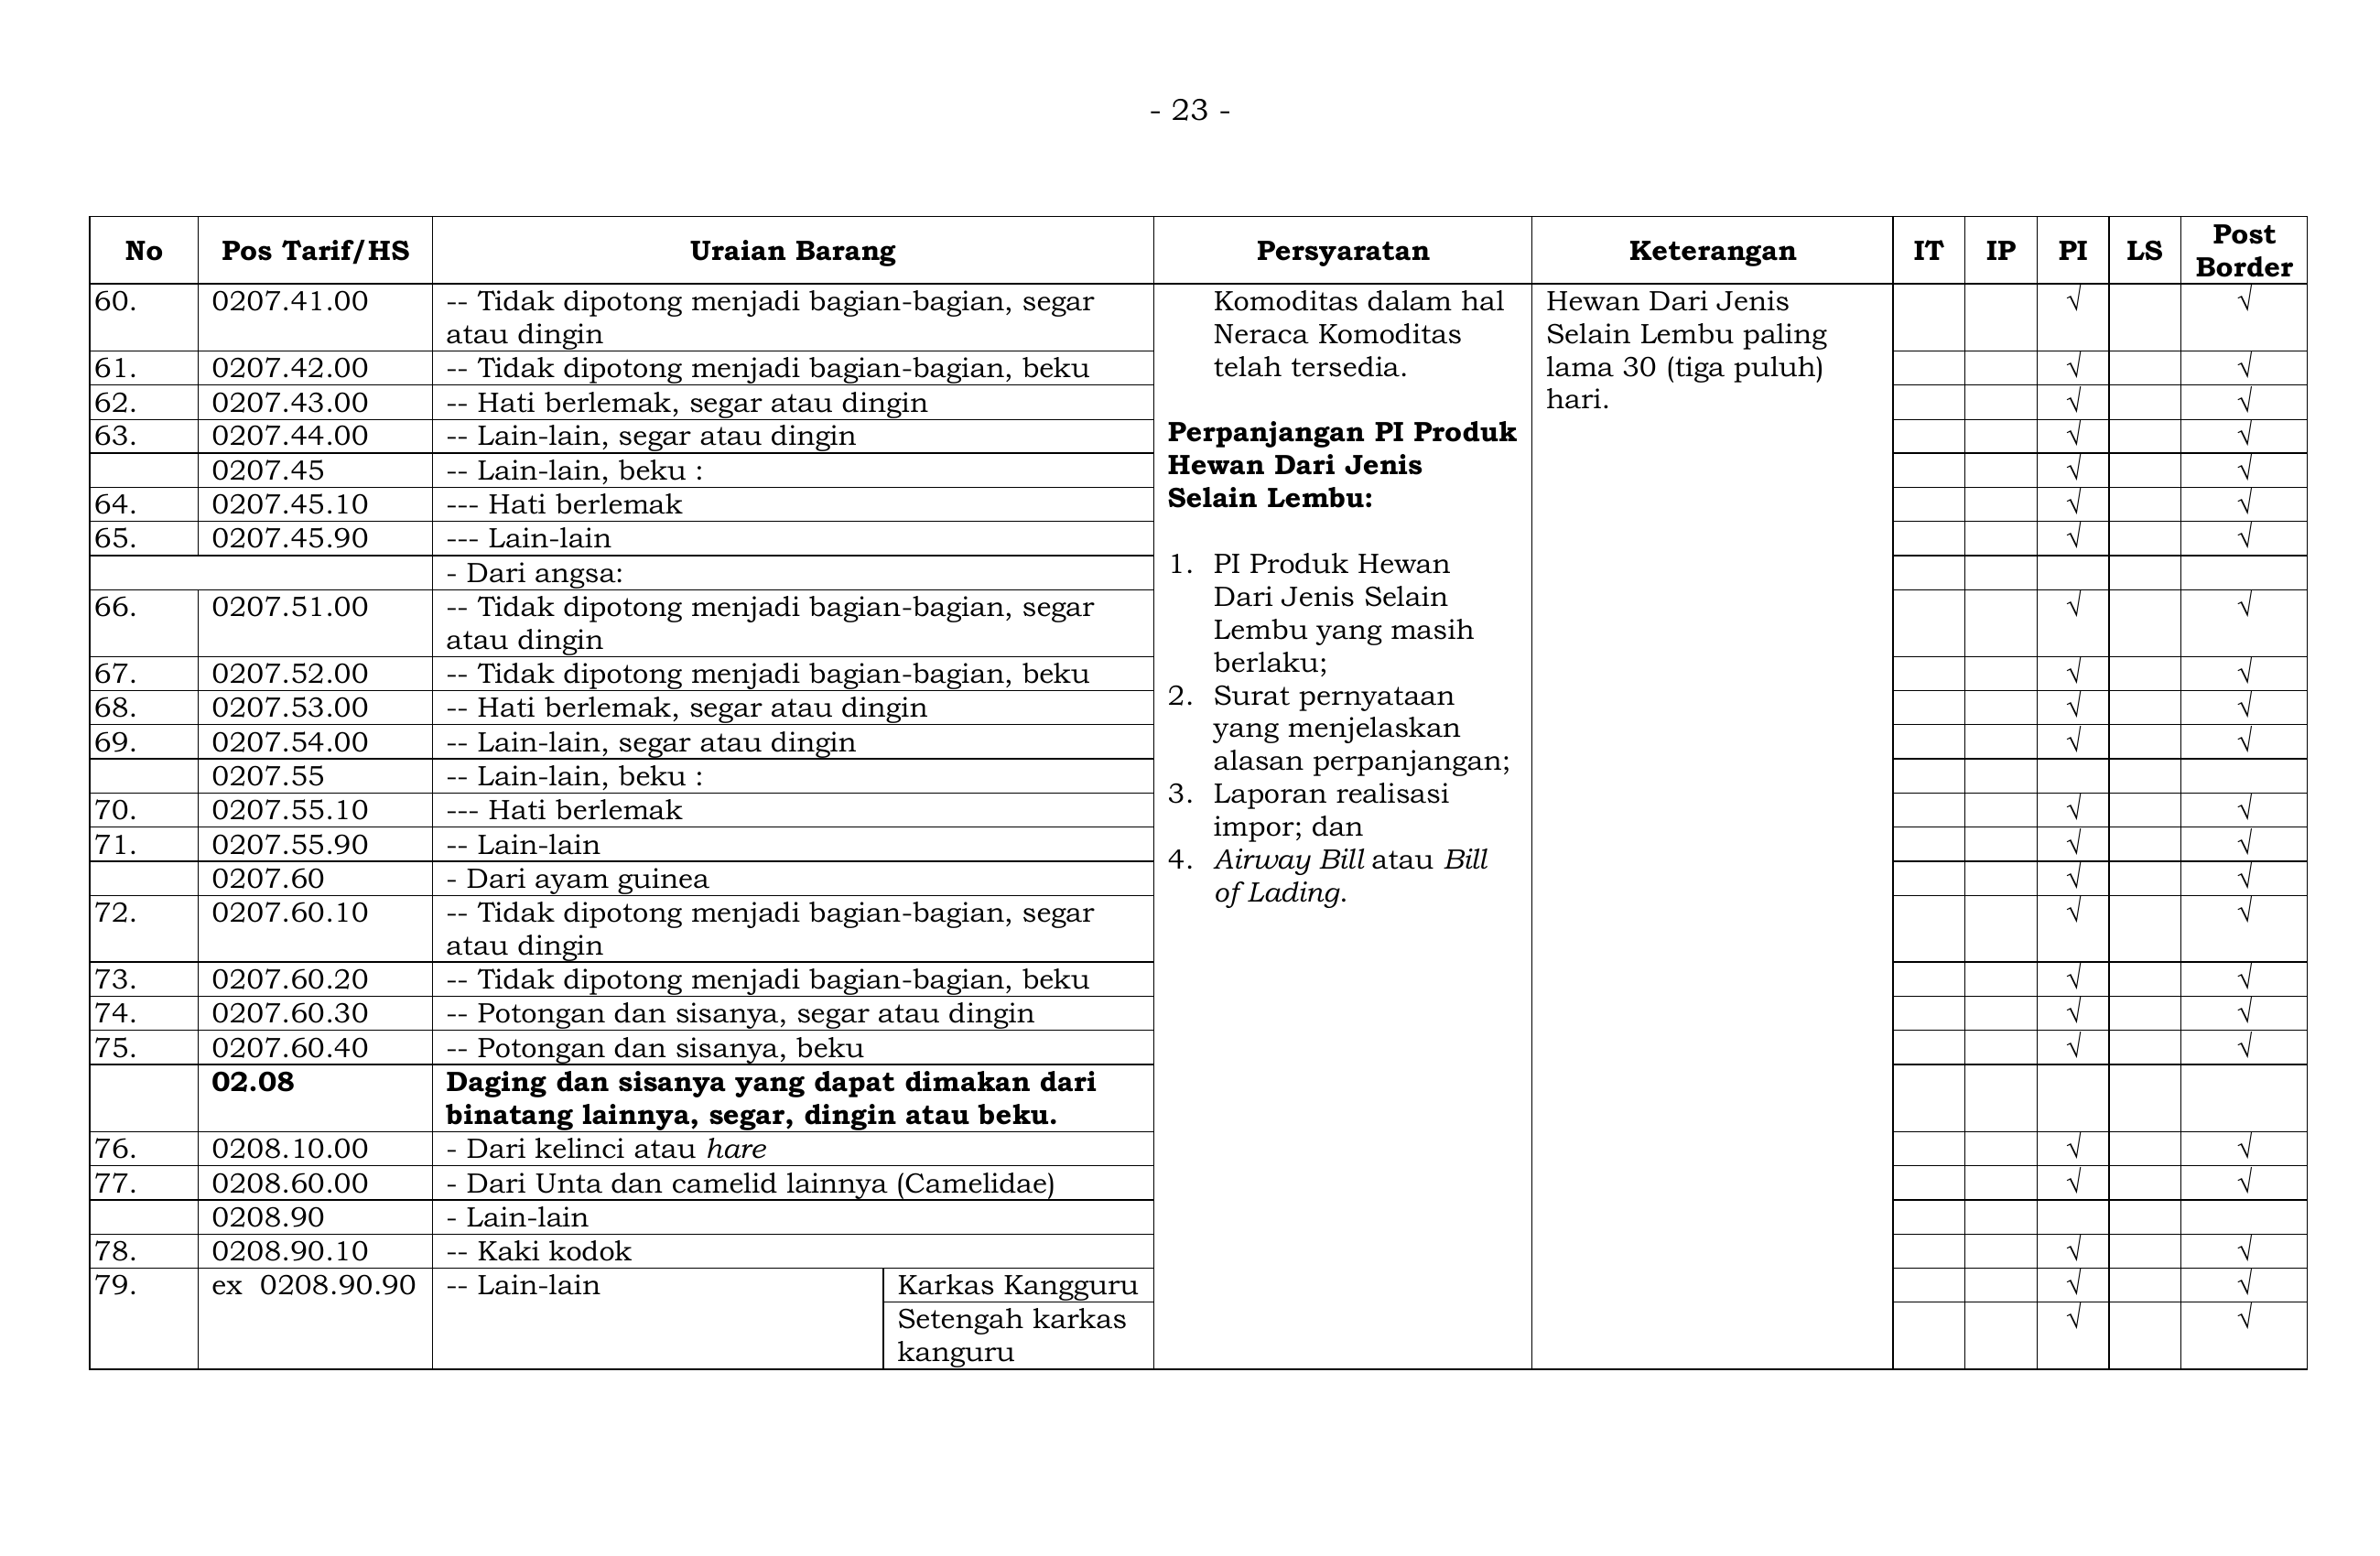 - 23 -
No Pos Tarif/HS Uraian Barang Persyaratan Keterangan IT IP PI LS Post Border
60. 0207.41.00 -- Tidak dipotong menjadi bagian-bagian, segar
atau dingin
√ √
61. 0207.42.00 -- Tidak dipotong menjadi bagian-bagian, beku √ √
62. 0207.43.00 -- Hati berlemak, segar atau dingin √ √
63. 0207.44.00 -- Lain-lain, segar atau dingin √ √
0207.45 -- Lain-lain, beku : √ √
64. 0207.45.10 --- Hati berlemak √ √
65. 0207.45.90 --- Lain-lain √ √
- Dari angsa:
66. 0207.51.00 -- Tidak dipotong menjadi bagian-bagian, segar
atau dingin
√ √
67. 0207.52.00 -- Tidak dipotong menjadi bagian-bagian, beku √ √
68. 0207.53.00 -- Hati berlemak, segar atau dingin √ √
69. 0207.54.00 -- Lain-lain, segar atau dingin √ √
0207.55 -- Lain-lain, beku :
70. 0207.55.10 --- Hati berlemak √ √
71. 0207.55.90 -- Lain-lain √ √
0207.60 - Dari ayam guinea √ √
72. 0207.60.10 -- Tidak dipotong menjadi bagian-bagian, segar
atau dingin
√ √
73. 0207.60.20 -- Tidak dipotong menjadi bagian-bagian, beku √ √
74. 0207.60.30 -- Potongan dan sisanya, segar atau dingin √ √
75. 0207.60.40 -- Potongan dan sisanya, beku √ √
02.08 Daging dan sisanya yang dapat dimakan dari
binatang lainnya, segar, dingin atau beku.
76. 0208.10.00 - Dari kelinci atau hare √ √
77. 0208.60.00 - Dari Unta dan camelid lainnya (Camelidae) √ √
0208.90 - Lain-lain
78. 0208.90.10 -- Kaki kodok √ √
79. ex 0208.90.90 -- Lain-lain Karkas Kangguru √ √
Setengah karkas
kanguru
√ √
Komoditas dalam hal
Neraca Komoditas
telah tersedia.
Perpanjangan PI Produk
Hewan Dari Jenis
Selain Lembu:
1. PI Produk Hewan
Dari Jenis Selain
Lembu yang masih
berlaku;
2. Surat pernyataan
yang menjelaskan
alasan perpanjangan;
3. Laporan realisasi
impor; dan
4. Airway Bill atau Bill
of Lading.
Hewan Dari Jenis
Selain Lembu paling
lama 30 (tiga puluh)
hari.